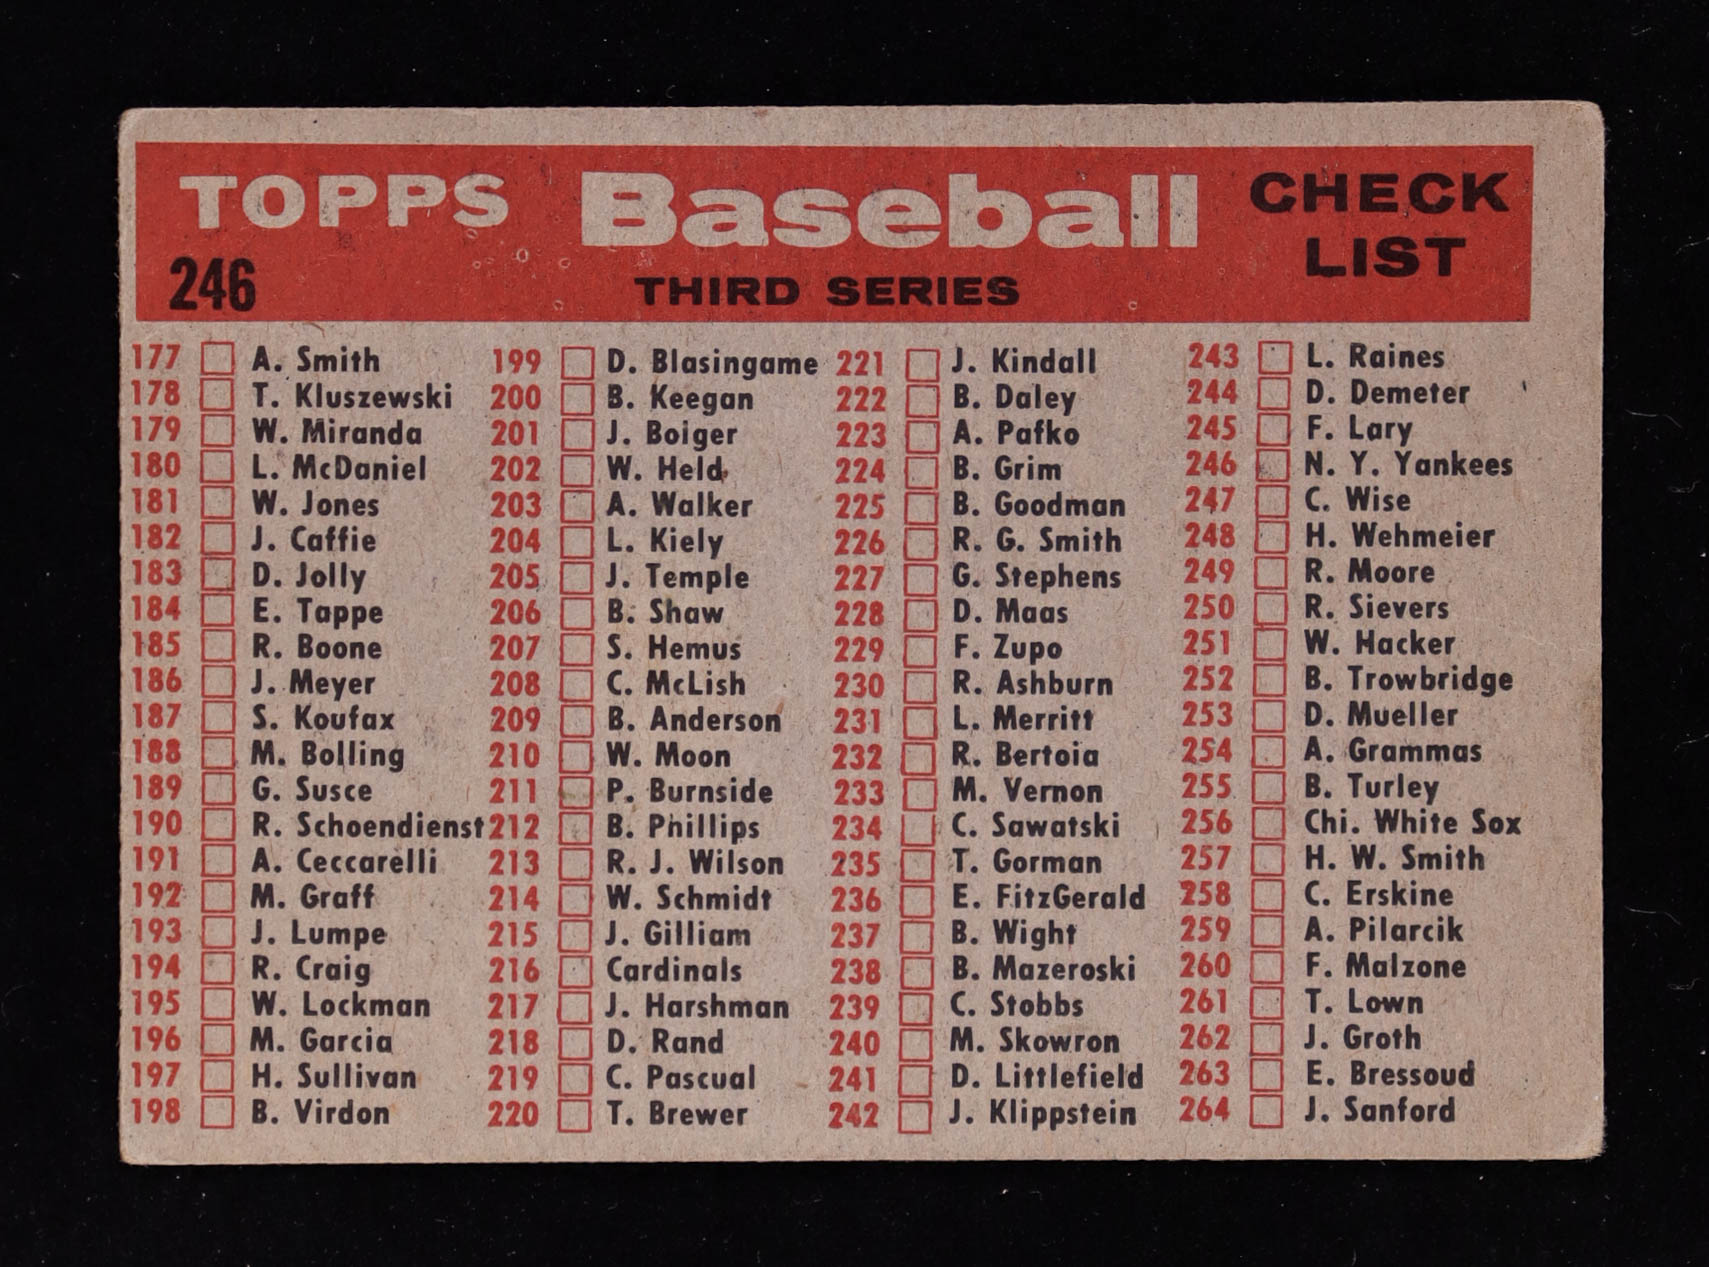 TOPPS Baseball CHECK LIST
246 THIRD SERIES
177 A. Smith
178 T. Kluszewski
179 W. Miranda
180 L. McDaniel
181 W. Jones
182 J. Caffie
183 D. Jolly
184 E. Tappe
185 R. Boone
186 J. Meyer
187 S. Koufax
188 M. Bolling
189 G. Susce
190 R. Schoendienst
191 A. Ceccarelli
192 M. Graff
193 J. Lumpe
194 R. Craig
195 W. Lockman
196 M. Garcia
197 H. Sullivan
198 B. Virdon
199 D. Blasingame
200 B. Keegan
201 J. Boiger
202 W. Held
203 A. Walker
204 L. Kiely
205 J. Temple
206 B. Shaw
207 S. Hemus
208 C. McLish
209 B. Anderson
210 W. Moon
211 P. Burnside
212 B. Phillips
213 R. J. Wilson
214 W. Schmidt
215 J. Gilliam
216 Cardinals
217 J. Harshman
218 D. Rand
219 C. Pascual
220 T. Brewer
221 J. Kindall
222 B. Daley
223 A. Pafko
224 B. Grim
225 B. Goodman
226 R. G. Smith
227 G. Stephens
228 D. Maas
229 F. Zupo
230 R. Ashburn
231 L. Merritt
232 R. Bertoia
233 M. Vernon
234 C. Sawatski
235 T. Gorman
236 E. FitzGerald
237 B. Wight
238 B. Mazeroski
239 C. Stobbs
240 M. Skowron
241 D. Littlefield
242 J. Klippstein
243 L. Raines
244 D. Demeter
245 F. Lary
246 N. Y. Yankees
247 C. Wise
248 H. Wehmeier
249 R. Moore
250 R. Sievers
251 W. Hacker
252 B. Trowbridge
253 D. Mueller
254 A. Grammas
255 B. Turley
256 Chi. White Sox
257 H. W. Smith
258 C. Erskine
259 A. Pilarcik
260 F. Malzone
261 T. Lown
262 J. Groth
263 E. Bressoud
264 J. Sanford